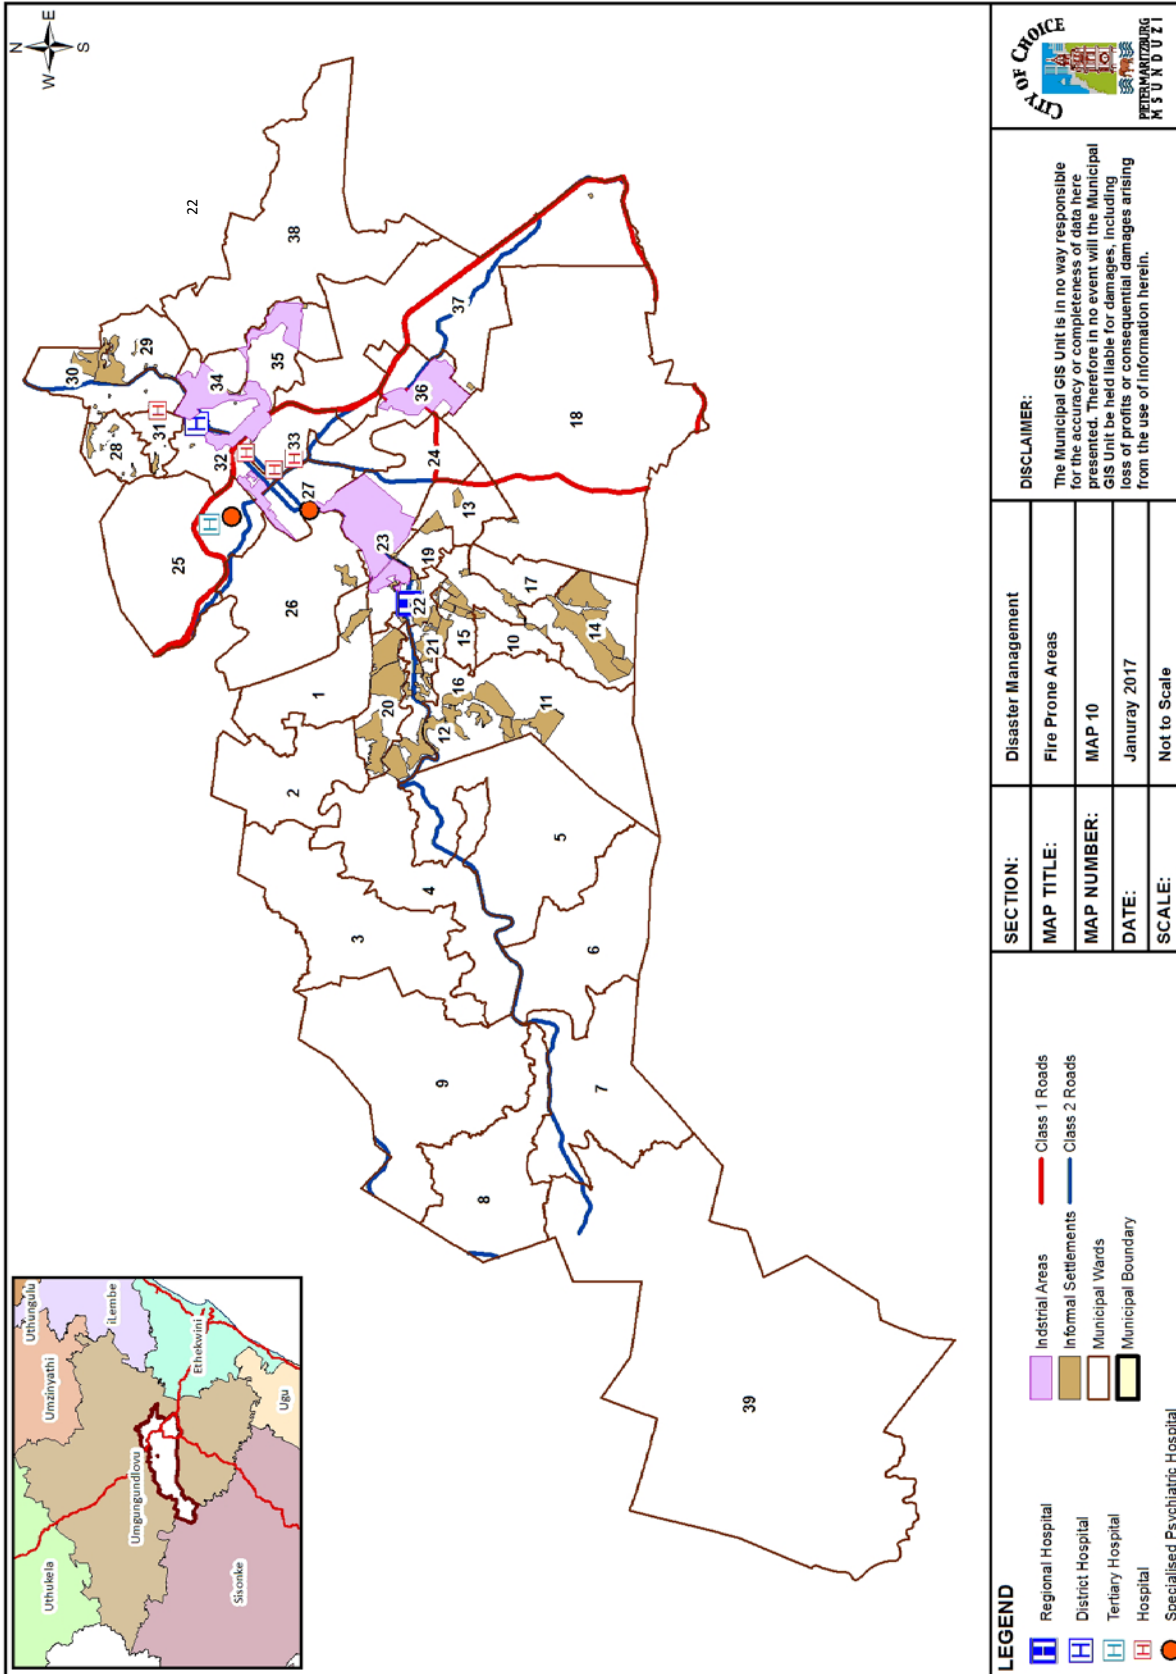 N
W
E
S
22
38
30
29
28
31
34
35
32
33
25
27
37
36
24
18
26
23
13
19
22
17
14
1
21
15
10
20
16
11
12
2
5
4
3
6
9
7
8
39
Uthungulu
Umzinyathi
iLembe
Uthukela
Umgungundlovu
Ethekwini
Ugu
Sisonke
LEGEND
Regional Hospital
District Hospital
Tertiary Hospital
Hospital
Specialised Psychiatric Hospital
Indstrial Areas
Informal Settlements
Municipal Wards
Municipal Boundary
Class 1 Roads
Class 2 Roads
SECTION:
Disaster Management
MAP TITLE:
Fire Prone Areas
MAP NUMBER:
MAP 10
DATE:
Januray 2017
SCALE:
Not to Scale
DISCLAIMER:
The Municipal GIS Unit is in no way responsible
for the accuracy or completeness of data here
presented. Therefore in no event will the Municipal
GIS Unit be held liable for damages, including
loss of profits or consequential damages arising
from the use of information herein.
CITY OF CHOICE
PIETERMARITZBURG
MSUNDUZI